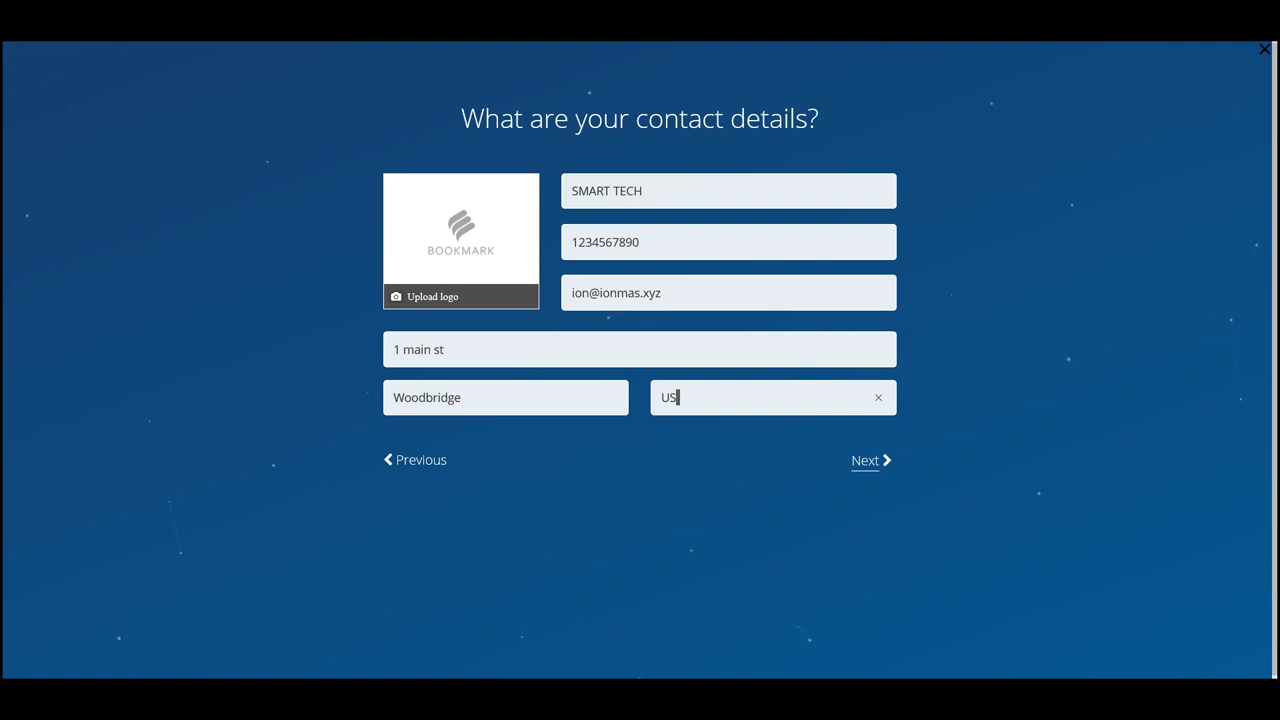 What are your contact details?
SMART TECH
1234567890
BOOKMARK
Upload logo
ion@ionmas.xyz
1 main st
Woodbridge
US
Previous
Next